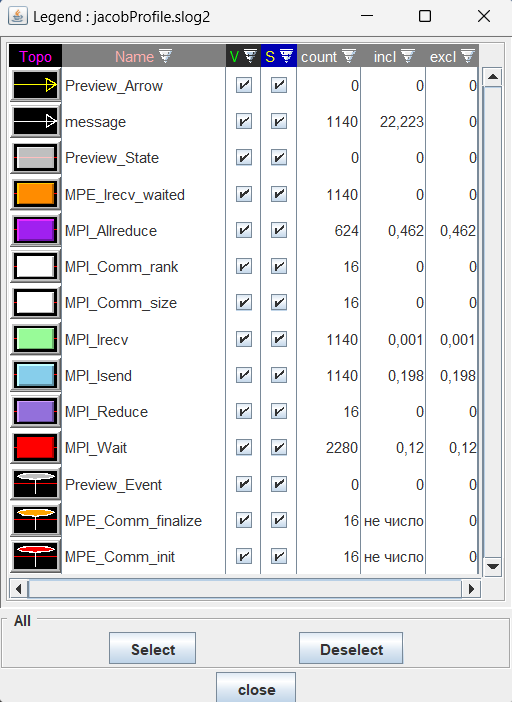 Legend : jacobProfile.slog2
Topo Name V S count incl excl
Preview_Arrow 0 0 0
message 1140 22,223 0
Preview_State 0 0 0
MPE_Irecv_waited 1140 0 0
MPI_Allreduce 624 0,462 0,462
MPI_Comm_rank 16 0 0
MPI_Comm_size 16 0 0
MPI_Irecv 1140 0,001 0,001
MPI_Isend 1140 0,198 0,198
MPI_Reduce 16 0 0
MPI_Wait 2280 0,12 0,12
Preview_Event 0 0 0
MPE_Comm_finalize 16 не число 0
MPE_Comm_init 16 не число 0
All
Select Deselect
close